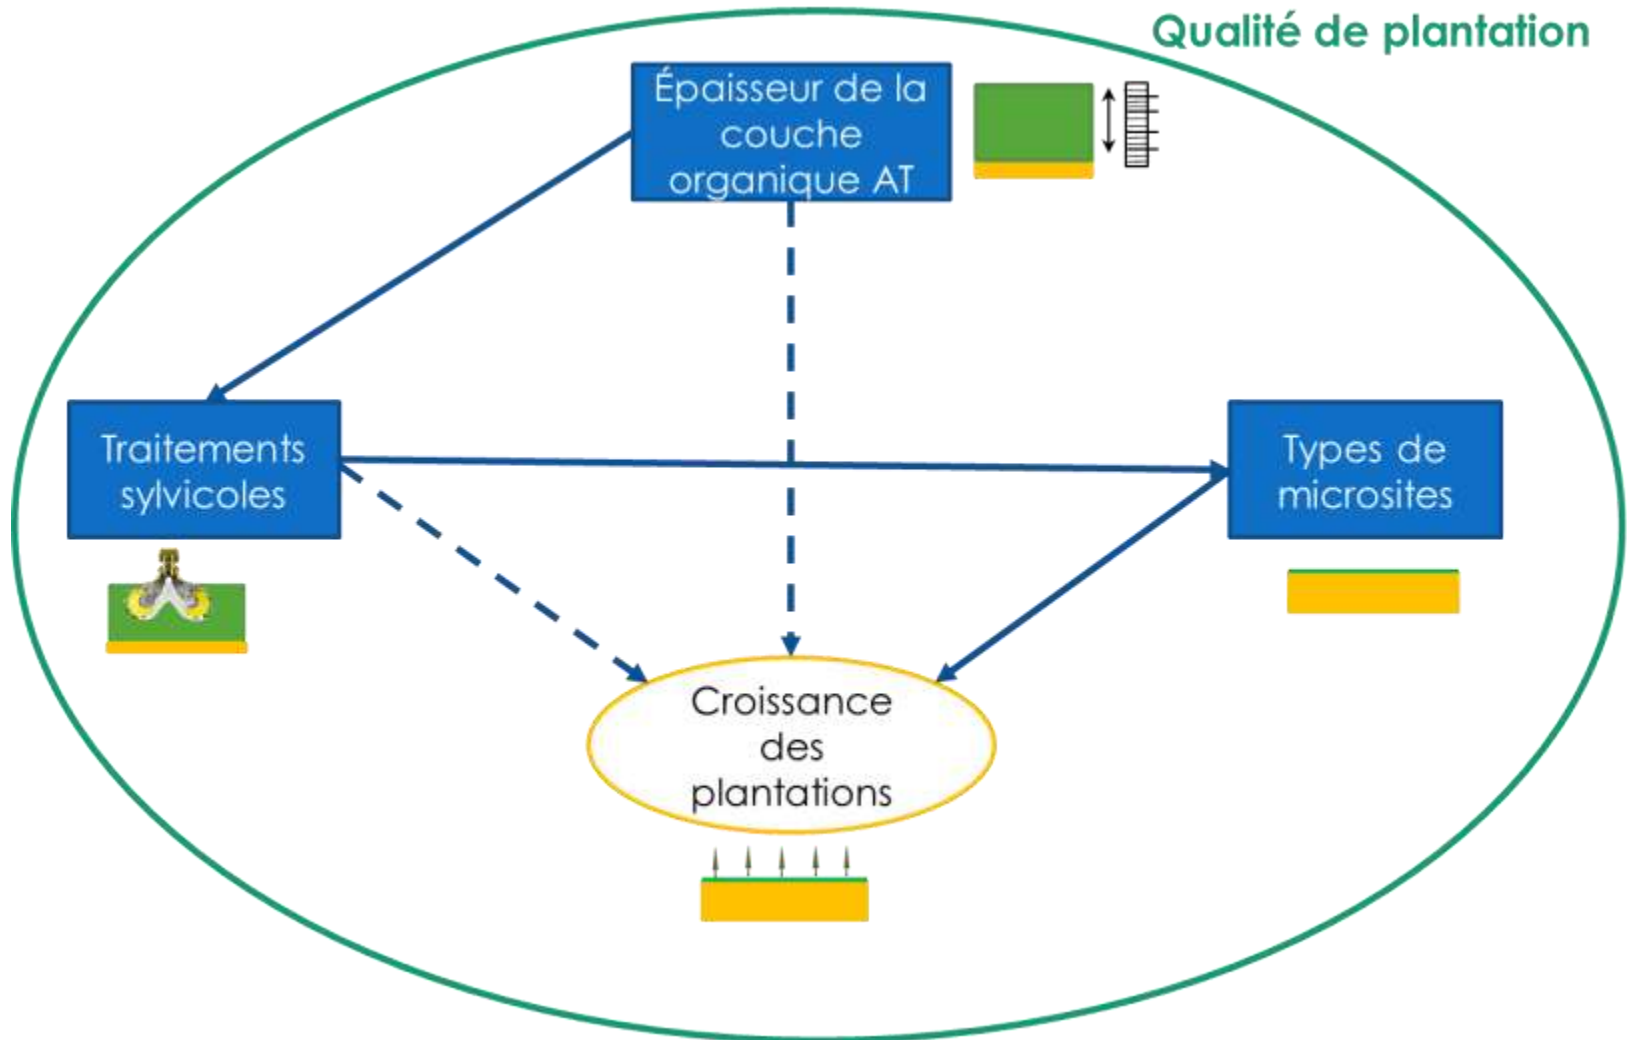 Qualité de plantation
Épaisseur de la
couche
organique AT
Traitements
sylvicoles
Types de
microsites
Croissance
des
plantations